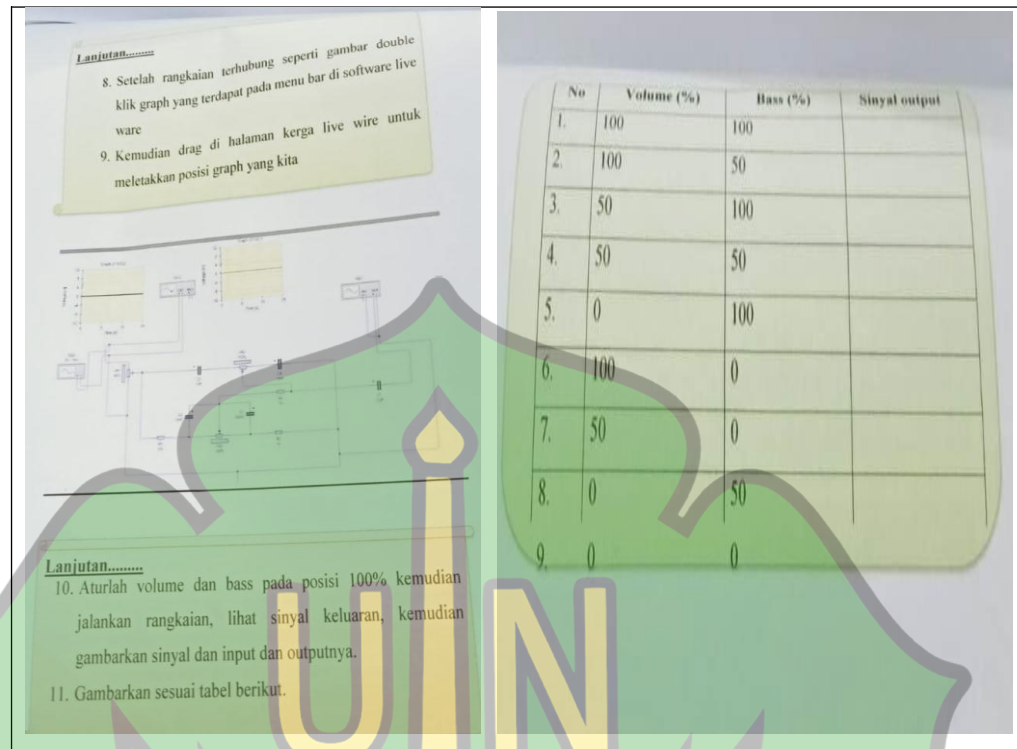 Lanjutan.........
8. Setelah rangkaian terhubung seperti gambar double
klik graph yang terdapat pada menu bar di software live
ware
9. Kemudian drag di halaman kerga live wire untuk
meletakkan posisi graph yang kita
Lanjutan.........
10. Aturlah volume dan bass pada posisi 100% kemudian
jalankan rangkaian, lihat sinyal keluaran, kemudian
gambarkan sinyal dan input dan outputnya.
11. Gambarkan sesuai tabel berikut.
No Volume (%) Bass (%) Sinyal output
1. 100 100
2. 100 50
3. 50 100
4. 50 50
5. 0 100
6. 100 0
7. 50 0
8. 0 50
9. 0 0
UIN